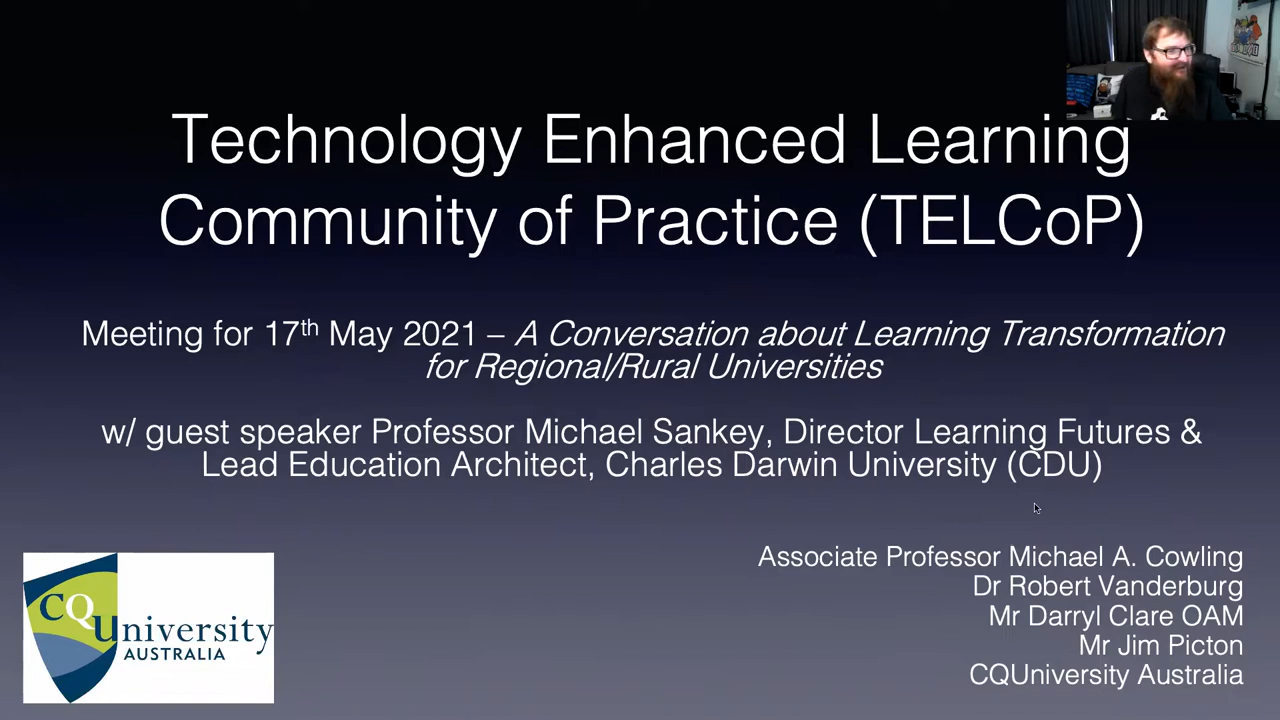 Technology Enhanced Learning
Community of Practice (TELCoP)
Meeting for 17th May 2021 – A Conversation about Learning Transformation
for Regional/Rural Universities
w/ guest speaker Professor Michael Sankey, Director Learning Futures &
Lead Education Architect, Charles Darwin University (CDU)
Associate Professor Michael A. Cowling
Dr Robert Vanderburg
Mr Darryl Clare OAM
Mr Jim Picton
CQUniversity Australia
CQUniversity
AUSTRALIA